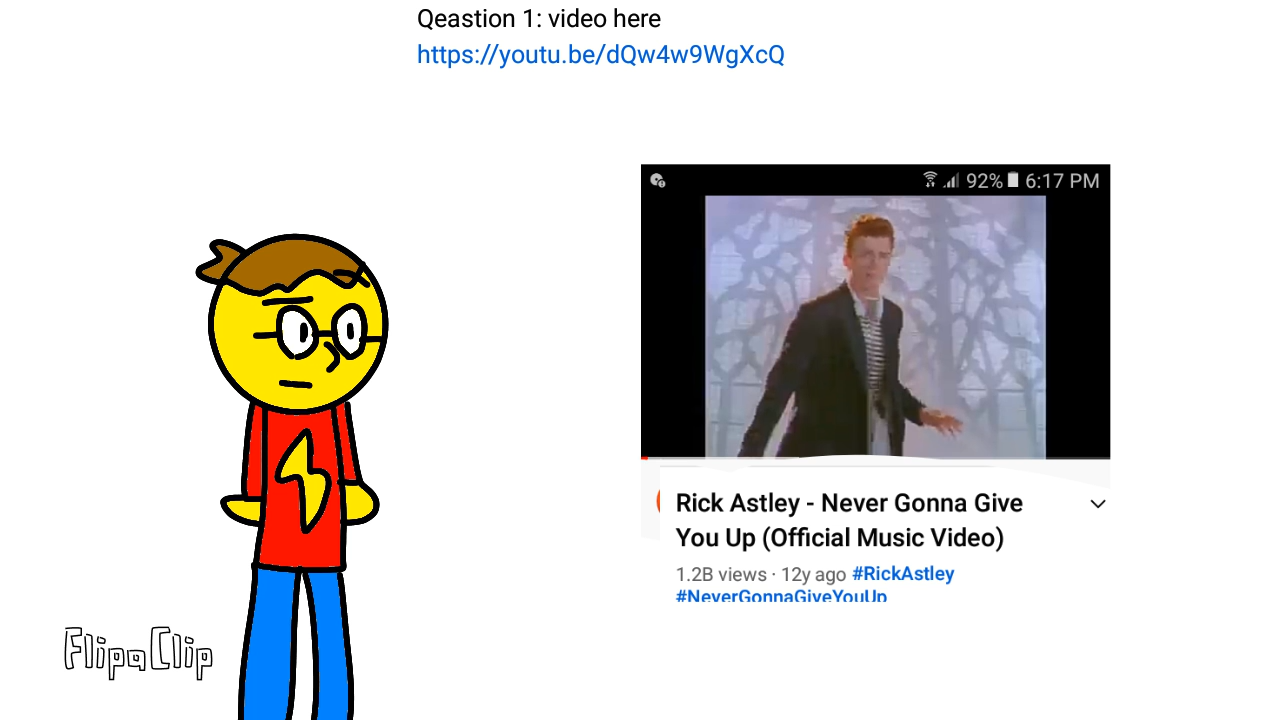 Qeastion 1: video here
https://youtu.be/dQw4w9WgXcQ
92% 6:17 PM
Rick Astley - Never Gonna Give
You Up (Official Music Video)
1.2B views · 12y ago #RickAstley
#NeverGonnaGiveYouUp
FlipaClip